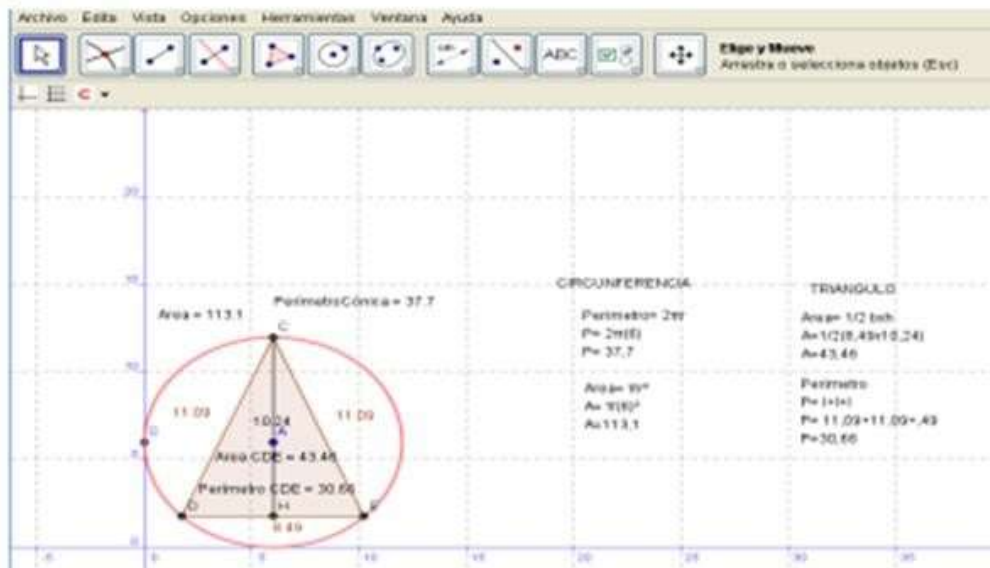 Archivo Edita Vista Opciones Herramientas Ventana Ayuda
ABC
Elige y Mueve
Arrastra o selecciona objetos (Esc)
20
15
10
5
0
-5 0 5 10 15 20 25 30 35
Area = 113.1
PerimetroCónica = 37.7
C
11.09
10.24
11.09
B
A
Area CDE = 43.46
Perimetro CDE = 30.66
D
H
E
8.49
CIRCUNFERENCIA
Perimetro= 2πr
P= 2π(6)
P= 37,7
Area= πr²
A= π(6)²
A=113,1
TRIANGULO
Area= 1/2 bxh
A=1/2(8,49x10,24)
A=43,46
Perimetro
P= l+l+l
P= 11,09+11,09+,49
P=30,66